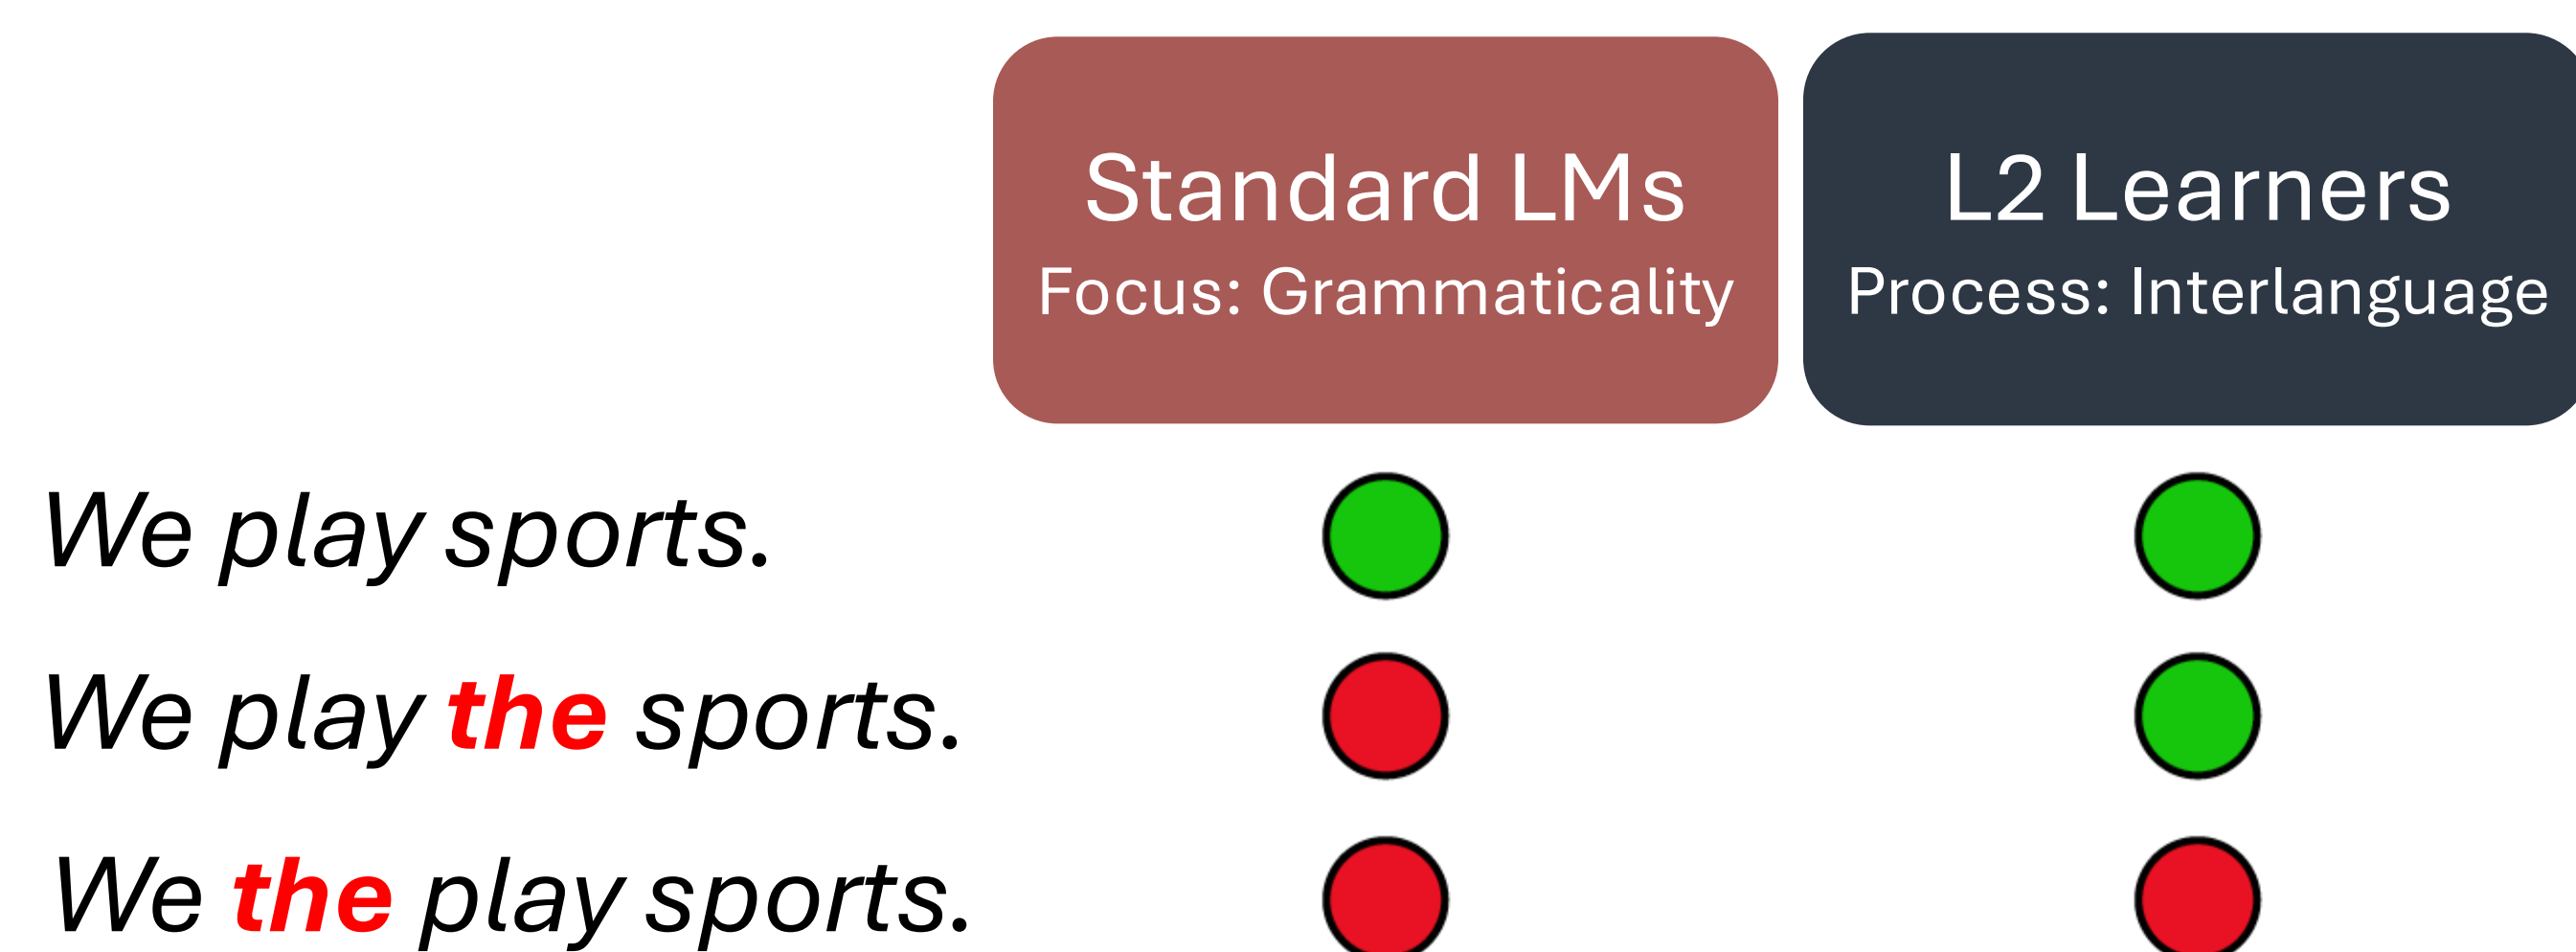 Standard LMs
Focus: Grammaticality
L2 Learners
Process: Interlanguage
We play sports.
We play the sports.
We the play sports.